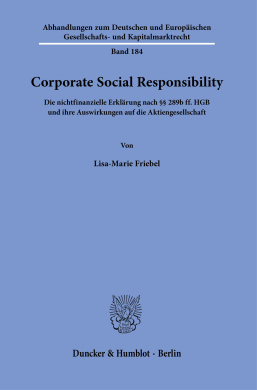 Abhandlungen zum Deutschen und Europäischen
Gesellschafts- und Kapitalmarktrecht
Band 184
Corporate Social Responsibility
Die nichtfinanzielle Erklärung nach §§ 289b ff. HGB
und ihre Auswirkungen auf die Aktiengesellschaft
Von
Lisa-Marie Friebel
Duncker & Humblot · Berlin